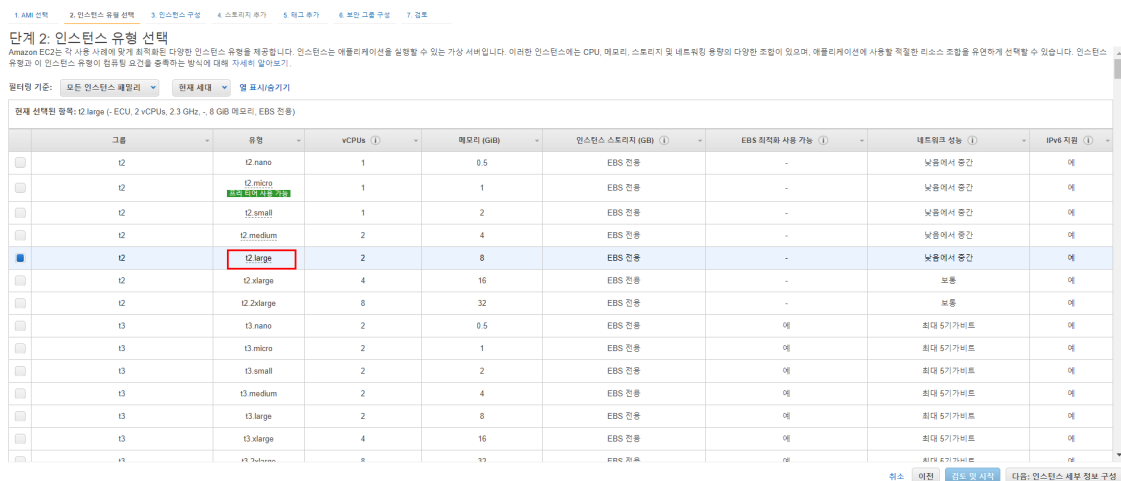 1. AMI 선택 2. 인스턴스 유형 선택 3. 인스턴스 구성 4. 스토리지 추가 5. 태그 추가 6. 보안 그룹 구성 7. 검토
단계 2: 인스턴스 유형 선택
Amazon EC2는 각 사용 사례에 맞게 최적화된 다양한 인스턴스 유형을 제공합니다. 인스턴스는 애플리케이션을 실행할 수 있는 가상 서버입니다. 이러한 인스턴스에는 CPU, 메모리, 스토리지 및 네트워킹 용량의 다양한 조합이 있으며, 애플리케이션에 사용할 적절한 리소스 조합을 유연하게 선택할 수 있습니다. 인스턴스
유형과 이 인스턴스 유형이 컴퓨팅 요건을 충족하는 방식에 대해 자세히 알아보기.
필터링 기준: 모든 인스턴스 패밀리 현재 세대 열 표시/숨기기
현재 선택된 항목: t2.large (- ECU, 2 vCPUs, 2.3 GHz, -, 8 GiB 메모리, EBS 전용)
그룹 유형 vCPUs 메모리 (GiB) 인스턴스 스토리지 (GB) EBS 최적화 사용 가능 네트워크 성능 IPv6 지원
t2 t2.nano 1 0.5 EBS 전용 - 낮음에서 중간 예
t2 t2.micro 1 1 EBS 전용 - 낮음에서 중간 예
프리 티어 사용 가능
t2 t2.small 1 2 EBS 전용 - 낮음에서 중간 예
t2 t2.medium 2 4 EBS 전용 - 낮음에서 중간 예
t2 t2.large 2 8 EBS 전용 - 낮음에서 중간 예
t2 t2.xlarge 4 16 EBS 전용 - 보통 예
t2 t2.2xlarge 8 32 EBS 전용 - 보통 예
t3 t3.nano 2 0.5 EBS 전용 예 최대 5기가비트 예
t3 t3.micro 2 1 EBS 전용 예 최대 5기가비트 예
t3 t3.small 2 2 EBS 전용 예 최대 5기가비트 예
t3 t3.medium 2 4 EBS 전용 예 최대 5기가비트 예
t3 t3.large 2 8 EBS 전용 예 최대 5기가비트 예
t3 t3.xlarge 4 16 EBS 전용 예 최대 5기가비트 예
t3 t3.2xlarge 8 32 EBS 전용 예 최대 5기가비트 예
취소 이전 검토 및 시작 다음: 인스턴스 세부 정보 구성